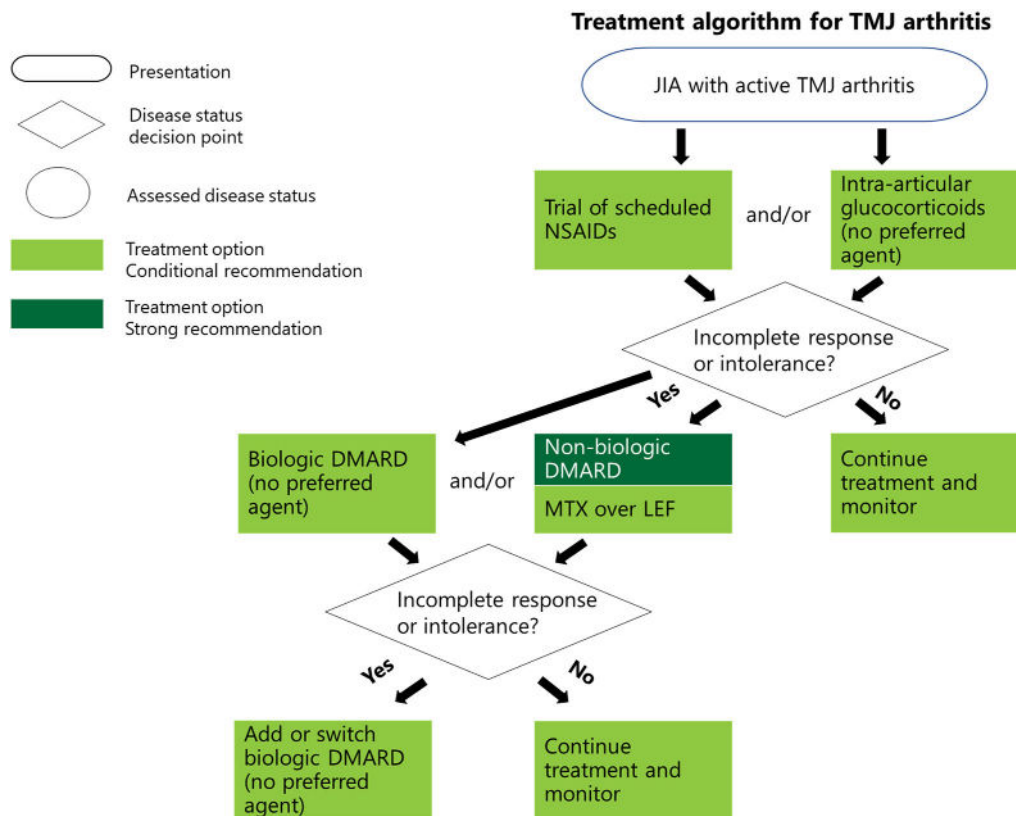 Treatment algorithm for TMJ arthritis
Presentation
Disease status
decision point
Assessed disease status
Treatment option
Conditional recommendation
Treatment option
Strong recommendation
JIA with active TMJ arthritis
Trial of scheduled
NSAIDs
and/or
Intra-articular
glucocorticoids
(no preferred
agent)
Incomplete response
or intolerance?
Yes
No
Biologic DMARD
(no preferred
agent)
and/or
Non-biologic
DMARD
MTX over LEF
Continue
treatment and
monitor
Incomplete response
or intolerance?
Yes
No
Add or switch
biologic DMARD
(no preferred
agent)
Continue
treatment and
monitor